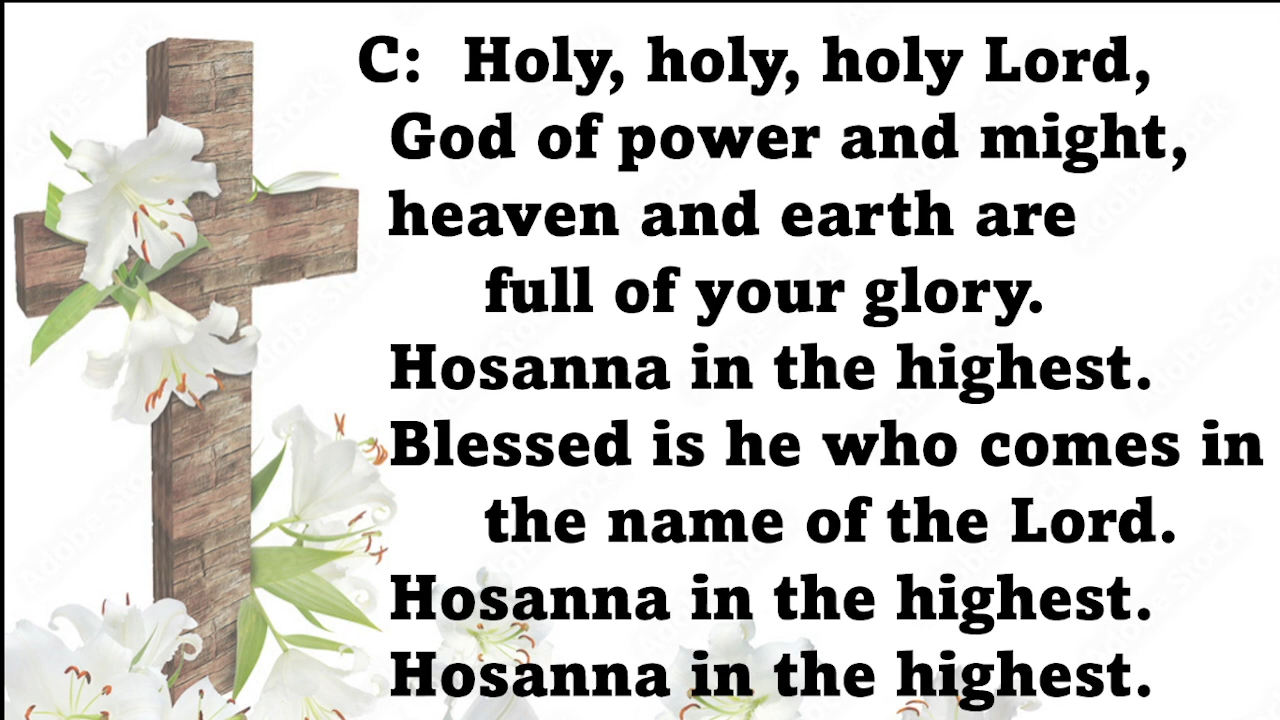 C: Holy, holy, holy Lord,
God of power and might,
heaven and earth are
full of your glory.
Hosanna in the highest.
Blessed is he who comes in
the name of the Lord.
Hosanna in the highest.
Hosanna in the highest.